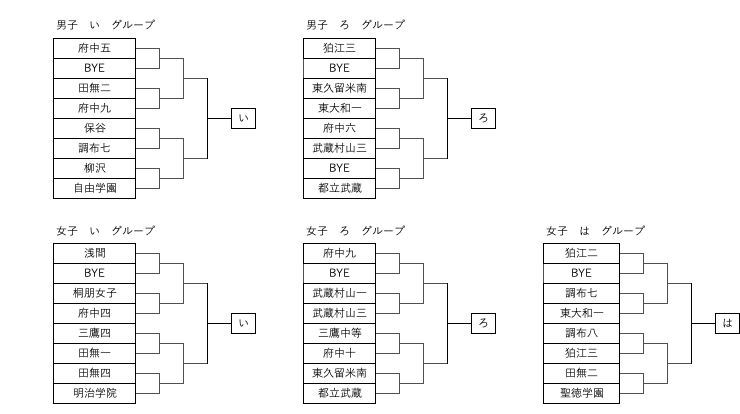 男子　い　グループ
府中五
BYE
田無二
府中九
保谷
調布七
柳沢
自由学園
い
男子　ろ　グループ
狛江三
BYE
東久留米南
東大和一
府中六
武蔵村山三
BYE
都立武蔵
ろ
女子　い　グループ
浅間
BYE
桐朋女子
府中四
三鷹四
田無一
田無四
明治学院
い
女子　ろ　グループ
府中九
BYE
武蔵村山一
武蔵村山三
三鷹中等
府中十
東久留米南
都立武蔵
ろ
女子　は　グループ
狛江二
BYE
調布七
東大和一
調布八
狛江三
田無二
聖徳学園
は